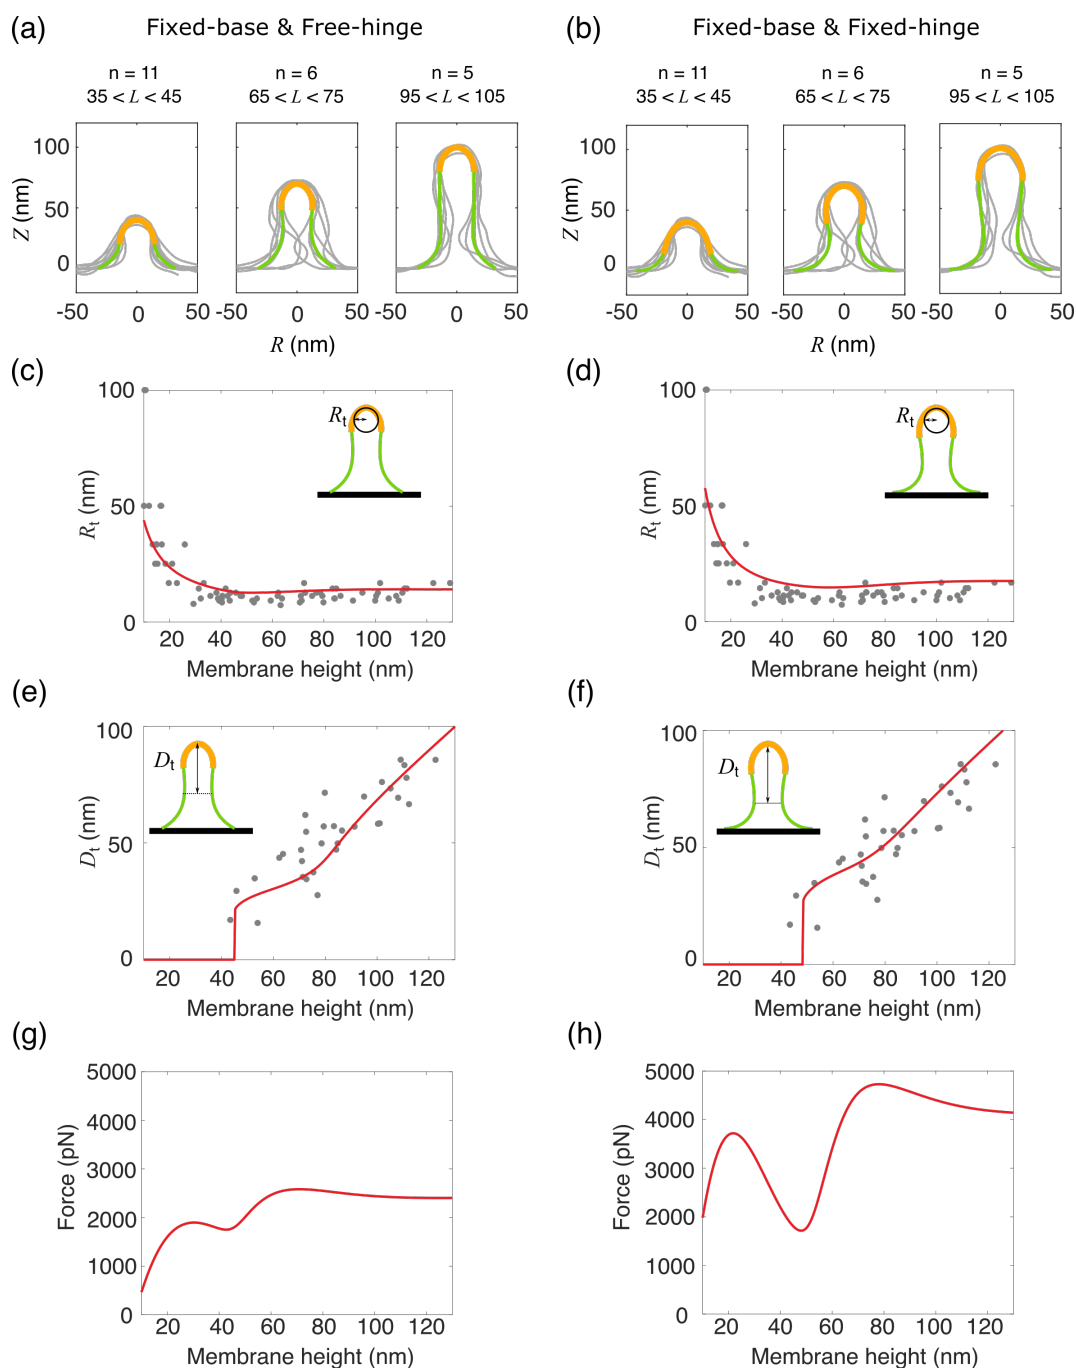 (a) Fixed-base & Free-hinge
n = 11 n = 6 n = 5
35 < L < 45 65 < L < 75 95 < L < 105
100
50
0
Z (nm)
-50 0 50 -50 0 50 -50 0 50
R (nm)
(b) Fixed-base & Fixed-hinge
n = 11 n = 6 n = 5
35 < L < 45 65 < L < 75 95 < L < 105
100
50
0
Z (nm)
-50 0 50 -50 0 50 -50 0 50
R (nm)
(c)
100
50
0
Rt (nm)
Rt
20 40 60 80 100 120
Membrane height (nm)
(d)
100
50
0
Rt (nm)
Rt
20 40 60 80 100 120
Membrane height (nm)
(e)
100
50
0
Dt (nm)
Dt
20 40 60 80 100 120
Membrane height (nm)
(f)
100
50
0
Dt (nm)
Dt
20 40 60 80 100 120
Membrane height (nm)
(g)
5000
4000
3000
2000
1000
0
Force (pN)
20 40 60 80 100 120
Membrane height (nm)
(h)
5000
4000
3000
2000
1000
0
Force (pN)
20 40 60 80 100 120
Membrane height (nm)